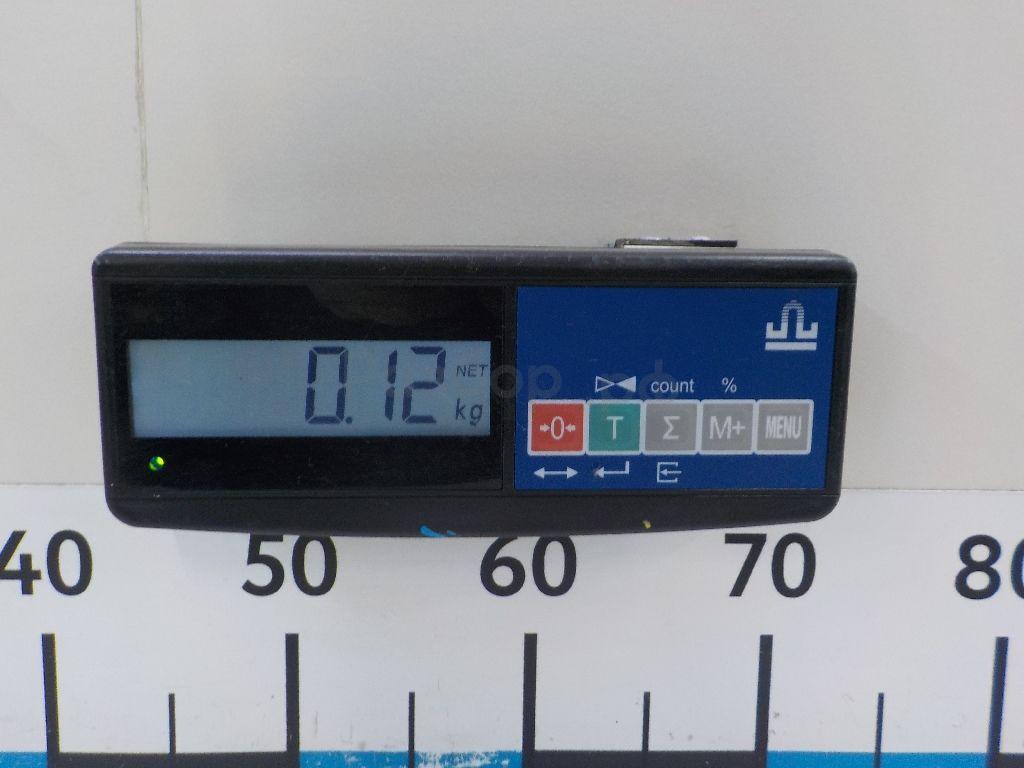 0.12 NET kg
count %
→0← T Σ M+ MENU
40 50 60 70 80